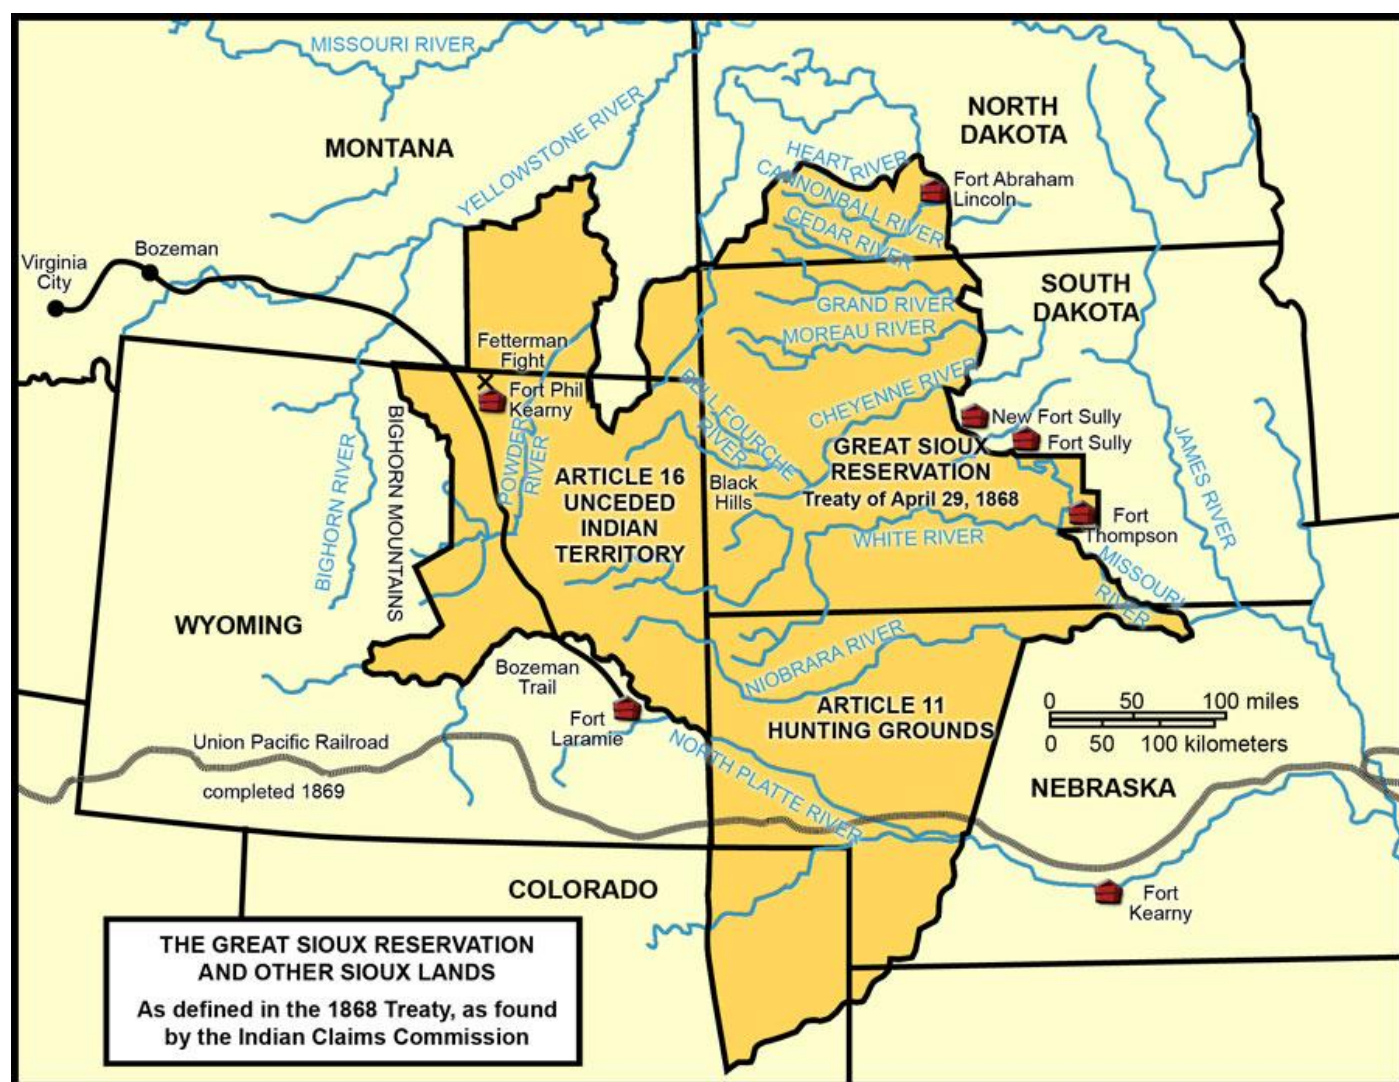 MISSOURI RIVER
MONTANA
YELLOWSTONE RIVER
NORTH
DAKOTA
HEART RIVER
CANNONBALL RIVER
CEDAR RIVER
Fort Abraham
Lincoln
Virginia
City
Bozeman
SOUTH
DAKOTA
GRAND RIVER
MOREAU RIVER
Fetterman
Fight
Fort Phil
Kearny
BELL FOURCHE
RIVER
CHEYENNE RIVER
New Fort Sully
Fort Sully
BIGHORN RIVER
BIGHORN MOUNTAINS
POWDER
RIVER
ARTICLE 16
UNCEDED
INDIAN
TERRITORY
Black
Hills
GREAT SIOUX
RESERVATION
Treaty of April 29, 1868
JAMES RIVER
Fort
Thompson
WHITE RIVER
MISSOURI
RIVER
WYOMING
Bozeman
Trail
Fort
Laramie
NIOBRARA RIVER
ARTICLE 11
HUNTING GROUNDS
0 50 100 miles
0 50 100 kilometers
Union Pacific Railroad
completed 1869
NORTH PLATTE RIVER
NEBRASKA
COLORADO
Fort
Kearny
THE GREAT SIOUX RESERVATION
AND OTHER SIOUX LANDS
As defined in the 1868 Treaty, as found
by the Indian Claims Commission